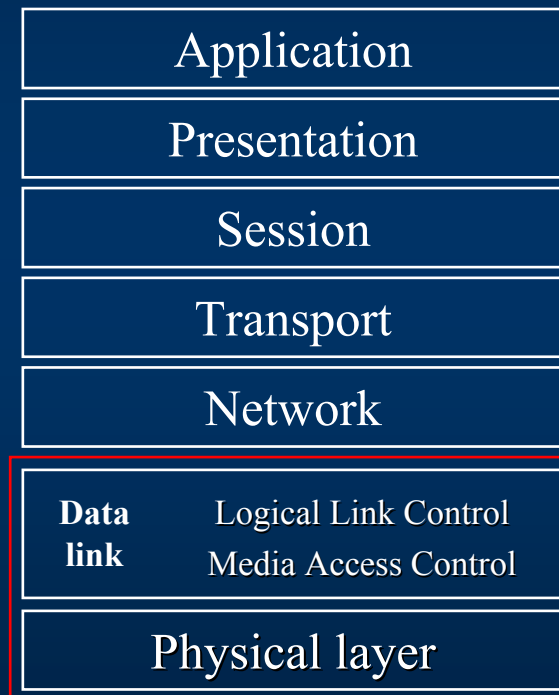 Application
Presentation
Session
Transport
Network
Data
link
Logical Link Control
Media Access Control
Physical layer